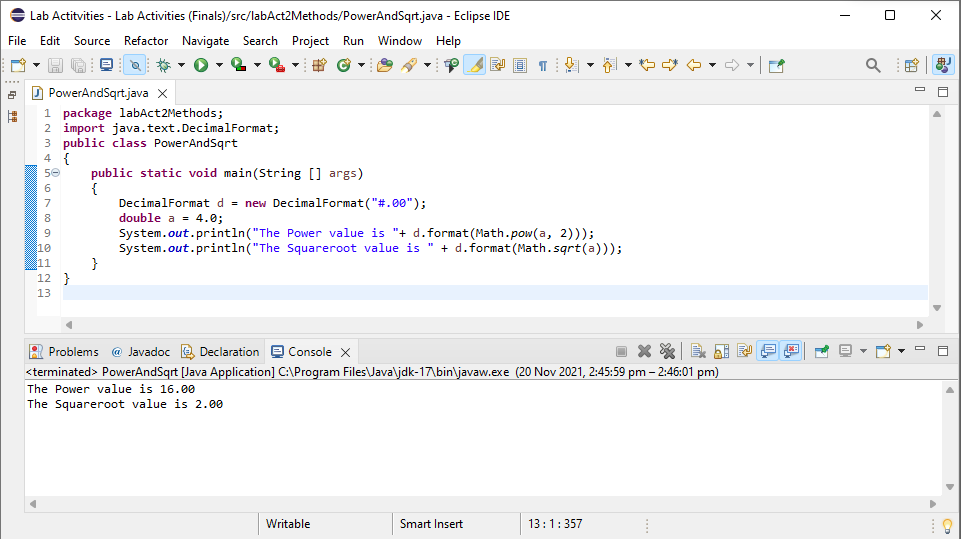 Lab Actitvities - Lab Activities (Finals)/src/labAct2Methods/PowerAndSqrt.java - Eclipse IDE
File Edit Source Refactor Navigate Search Project Run Window Help
PowerAndSqrt.java
1 package labAct2Methods;
2 import java.text.DecimalFormat;
3 public class PowerAndSqrt
4 {
5 public static void main(String [] args)
6 {
7 DecimalFormat d = new DecimalFormat("#.00");
8 double a = 4.0;
9 System.out.println("The Power value is "+ d.format(Math.pow(a, 2)));
10 System.out.println("The Squareroot value is " + d.format(Math.sqrt(a)));
11 }
12 }
13
Problems @ Javadoc Declaration Console
<terminated> PowerAndSqrt [Java Application] C:\Program Files\Java\jdk-17\bin\javaw.exe (20 Nov 2021, 2:45:59 pm – 2:46:01 pm)
The Power value is 16.00
The Squareroot value is 2.00
Writable Smart Insert 13 : 1 : 357